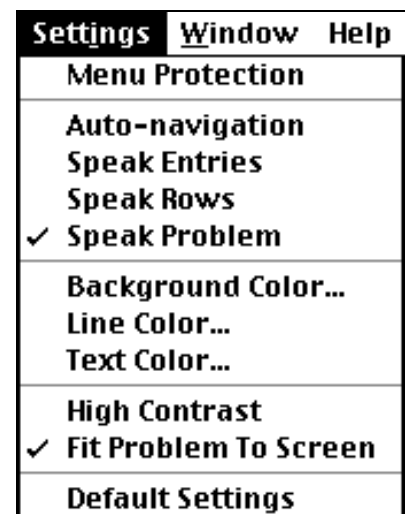 Settings Window Help
Menu Protection
Auto-navigation
Speak Entries
Speak Rows
✓ Speak Problem
Background Color...
Line Color...
Text Color...
High Contrast
✓ Fit Problem To Screen
Default Settings